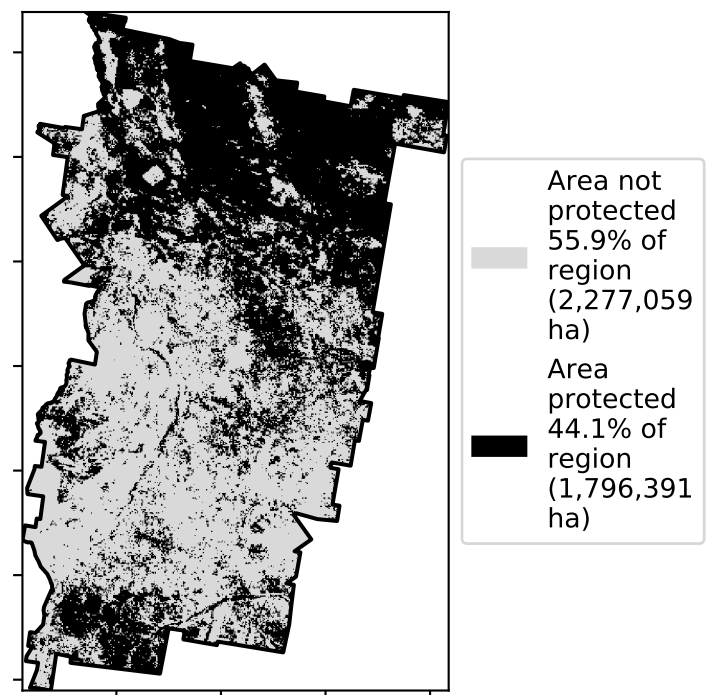 Area not
protected
55.9% of
region
(2,277,059
ha)
Area
protected
44.1% of
region
(1,796,391
ha)